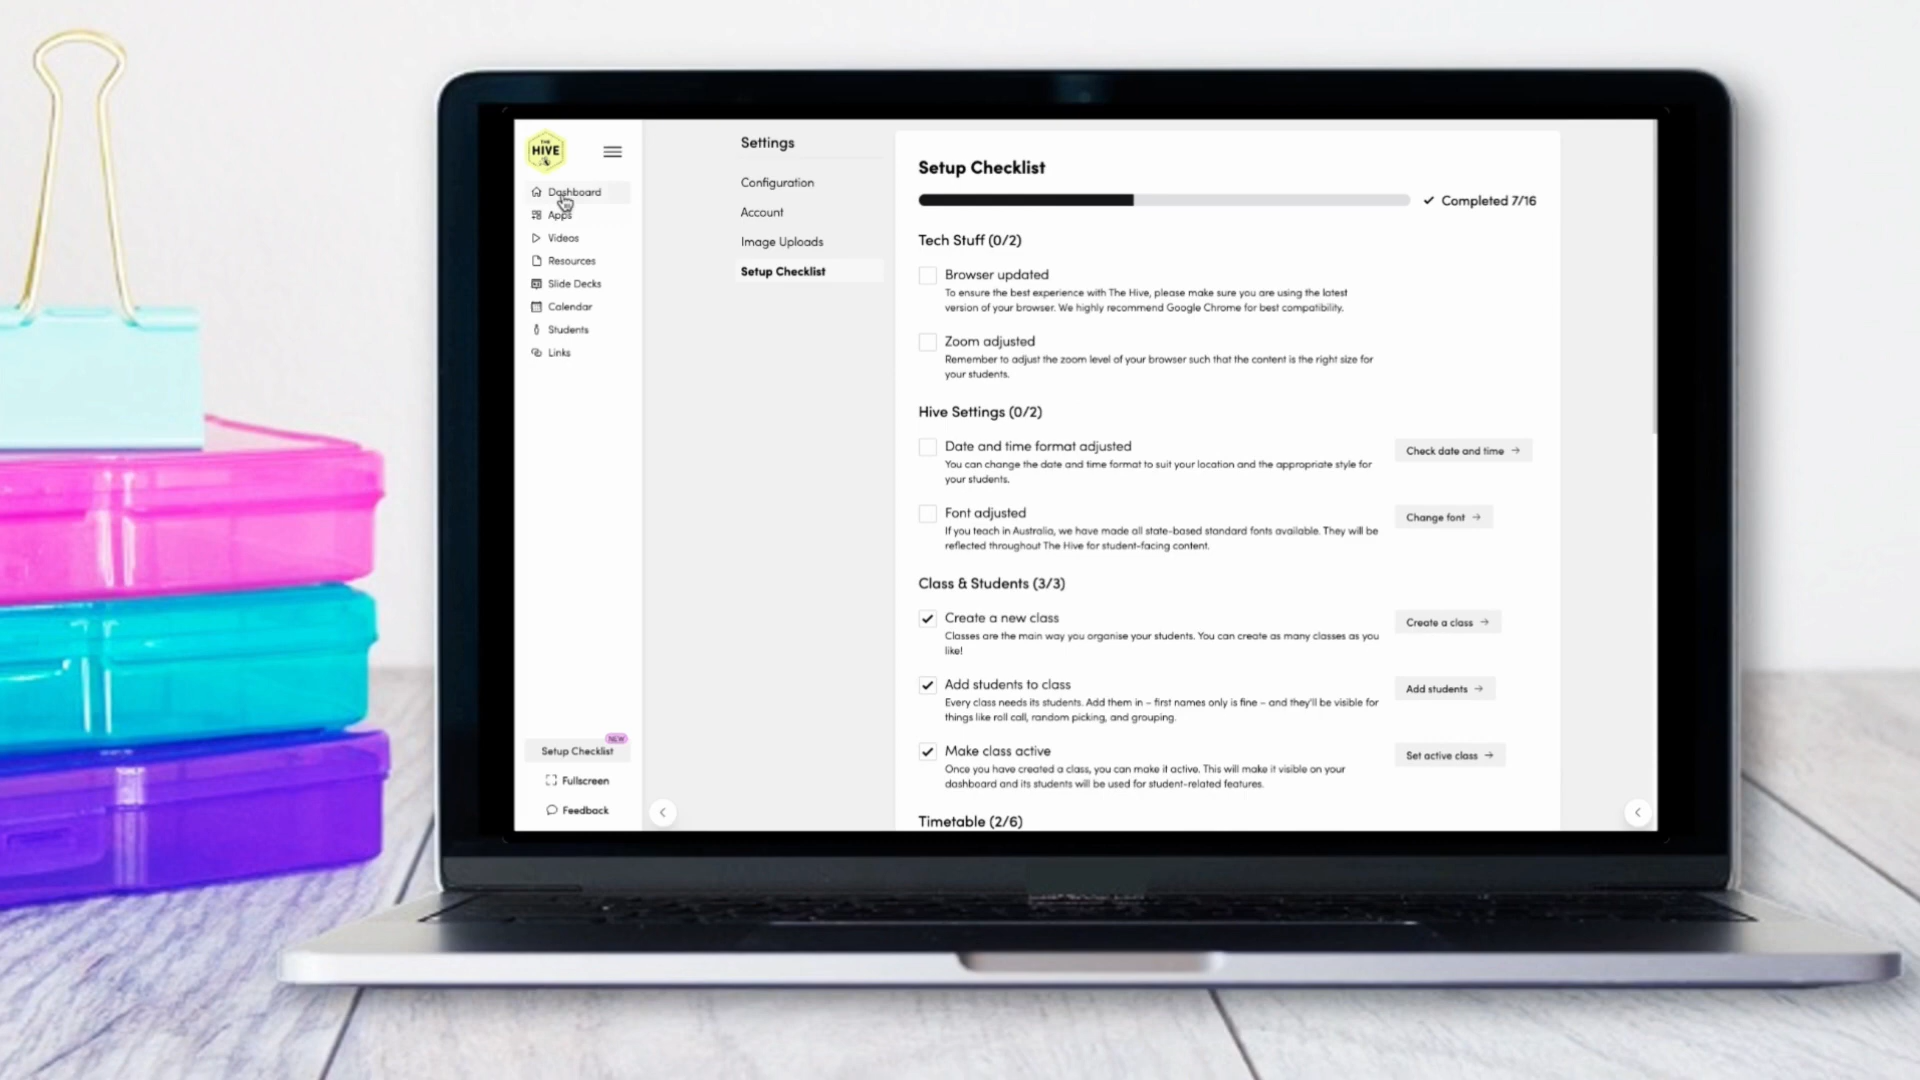 THE
HIVE
Dashboard
Apps
Videos
Resources
Slide Decks
Calendar
Students
Links
NEW
Setup Checklist
Fullscreen
Feedback
Settings
Configuration
Account
Image Uploads
Setup Checklist
Setup Checklist
Completed 7/16
Tech Stuff (0/2)
Browser updated
To ensure the best experience with The Hive, please make sure you are using the latest
version of your browser. We highly recommend Google Chrome for best compatibility.
Zoom adjusted
Remember to adjust the zoom level of your browser such that the content is the right size for
your students.
Hive Settings (0/2)
Date and time format adjusted
You can change the date and time format to suit your location and the appropriate style for
your students.
Check date and time →
Font adjusted
If you teach in Australia, we have made all state-based standard fonts available. They will be
reflected throughout The Hive for student-facing content.
Change font →
Class & Students (3/3)
Create a new class
Classes are the main way you organise your students. You can create as many classes as you
like!
Create a class →
Add students to class
Every class needs its students. Add them in – first names only is fine – and they'll be visible for
things like roll call, random picking, and grouping.
Add students →
Make class active
Once you have created a class, you can make it active. This will make it visible on your
dashboard and its students will be used for student-related features.
Set active class →
Timetable (2/6)